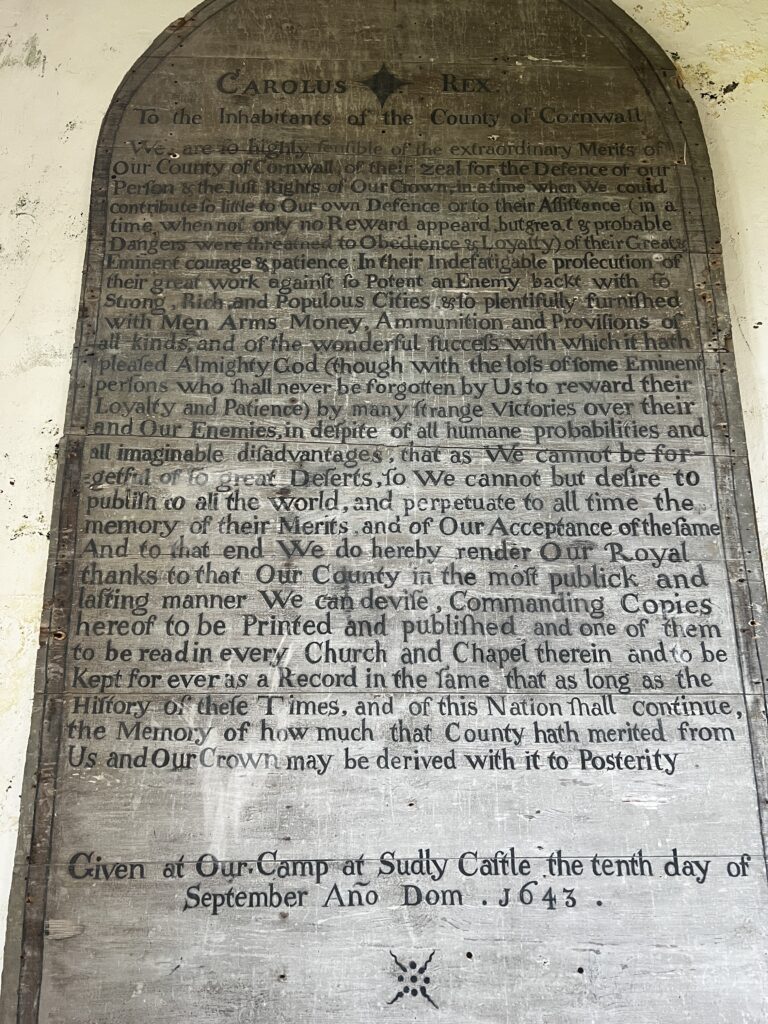 CAROLUS REX.
To the Inhabitants of the County of Cornwall
We, are ſo highly ſenſible of the extraordinary Merits of
Our County of Cornwall, of their zeal for the Defence of our
Perſon & the Juſt Rights of Our Crown, in a time when We could
contribute ſo little to Our own Defence or to their Aſſiſtance (in a
time, when not only no Reward appeard, but great & probable
Dangers were threatned to Obedience & Loyalty) of their Great &
Eminent courage & patience In their Indefatigable proſecution of
their great work againſt ſo Potent an Enemy backt with ſo
Strong, Rich, and Populous Cities, & ſo plentifully furniſhed
with Men Arms Money, Ammunition and Proviſions of
all kinds, and of the wonderful ſucceſs with which it hath
pleaſed Almighty God (though with the loſs of ſome Eminent
perſons who ſhall never be forgotten by Us to reward their
Loyalty and Patience) by many ſtrange Victories over their
and Our Enemies, in deſpite of all humane probabilities and
all imaginable diſadvantages, that as We cannot be for-
getful of ſo great Deſerts, ſo We cannot but deſire to
publiſh to all the world, and perpetuate to all time the
memory of their Merits, and of Our Acceptance of the ſame
And to that end We do hereby render Our Royal
thanks to that Our County in the moſt publick and
laſting manner We can deviſe, Commanding Copies
hereof to be Printed and publiſhed and one of them
to be read in every Church and Chapel therein and to be
Kept for ever as a Record in the ſame that as long as the
Hiſtory of theſe Times, and of this Nation ſhall continue,
the Memory of how much that County hath merited from
Us and Our Crown may be derived with it to Posterity
Given at Our Camp at Sudly Caſtle the tenth day of
September Año Dom . 1643 .